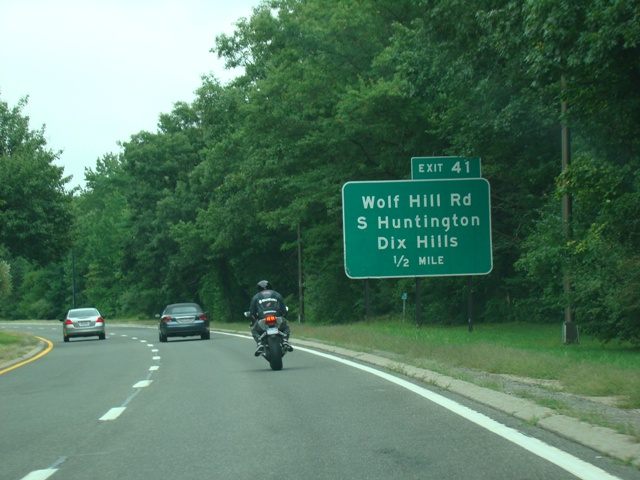 EXIT 41
Wolf Hill Rd
S Huntington
Dix Hills
1/2 MILE